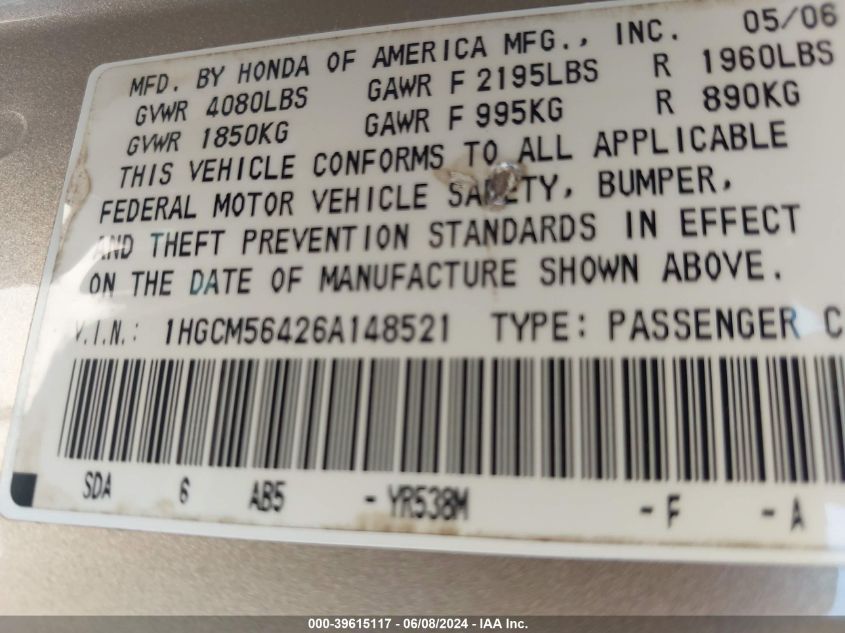 MFD. BY HONDA OF AMERICA MFG., INC. 05/06
GVWR 4080LBS GAWR F 2195LBS R 1960LBS
GVWR 1850KG GAWR F 995KG R 890KG
THIS VEHICLE CONFORMS TO ALL APPLICABLE
FEDERAL MOTOR VEHICLE SAFETY, BUMPER,
AND THEFT PREVENTION STANDARDS IN EFFECT
ON THE DATE OF MANUFACTURE SHOWN ABOVE.
V.I.N.: 1HGCM56426A148521 TYPE: PASSENGER C
SDA 6 AB5 - YR538M - F - A
000-39615117 - 06/08/2024 - IAA Inc.